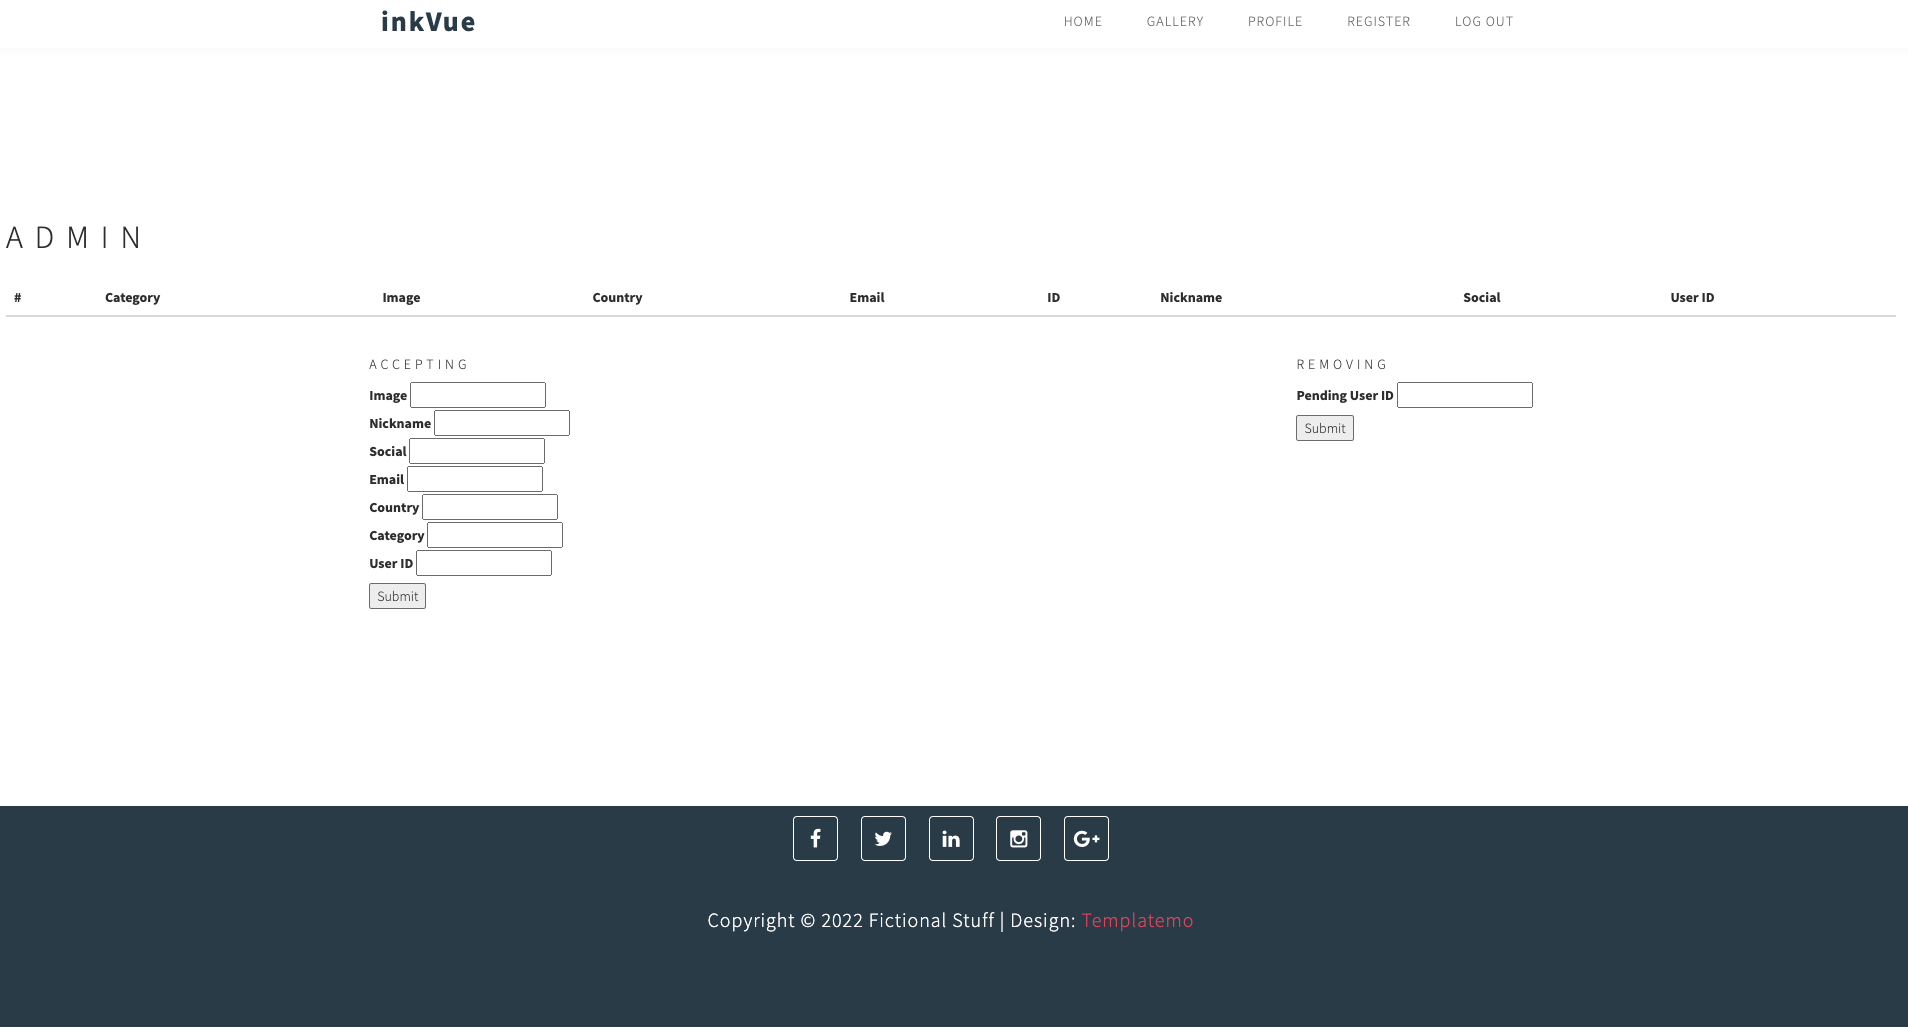 inkVue HOME GALLERY PROFILE REGISTER LOG OUT
ADMIN
# Category Image Country Email ID Nickname Social User ID
ACCEPTING
Image
Nickname
Social
Email
Country
Category
User ID
Submit
REMOVING
Pending User ID
Submit
Copyright © 2022 Fictional Stuff | Design: Templatemo